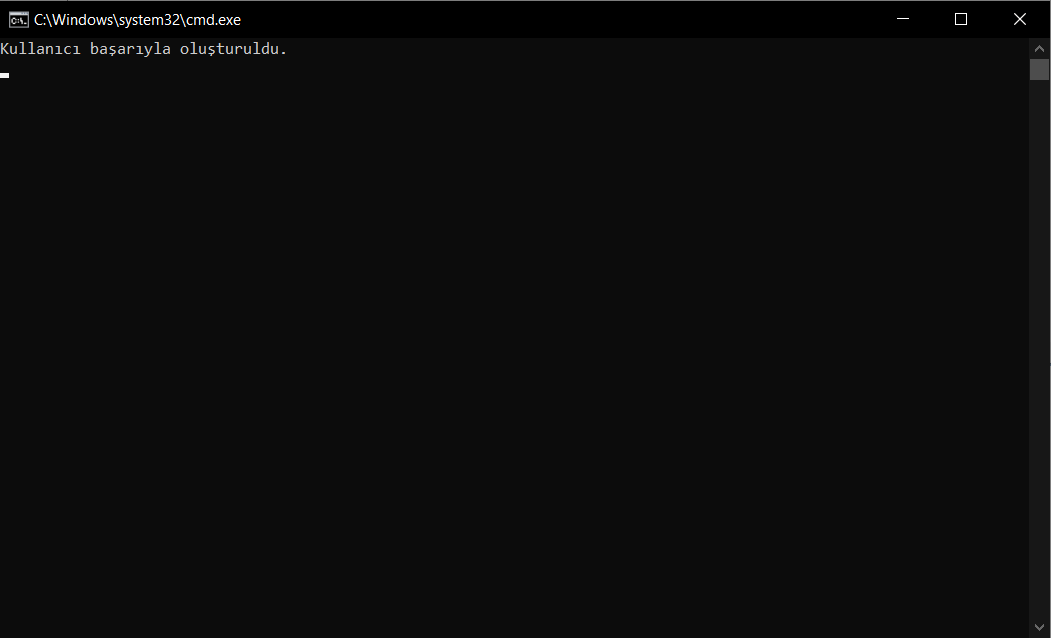 C:\Windows\system32\cmd.exe
Kullanıcı başarıyla oluşturuldu.